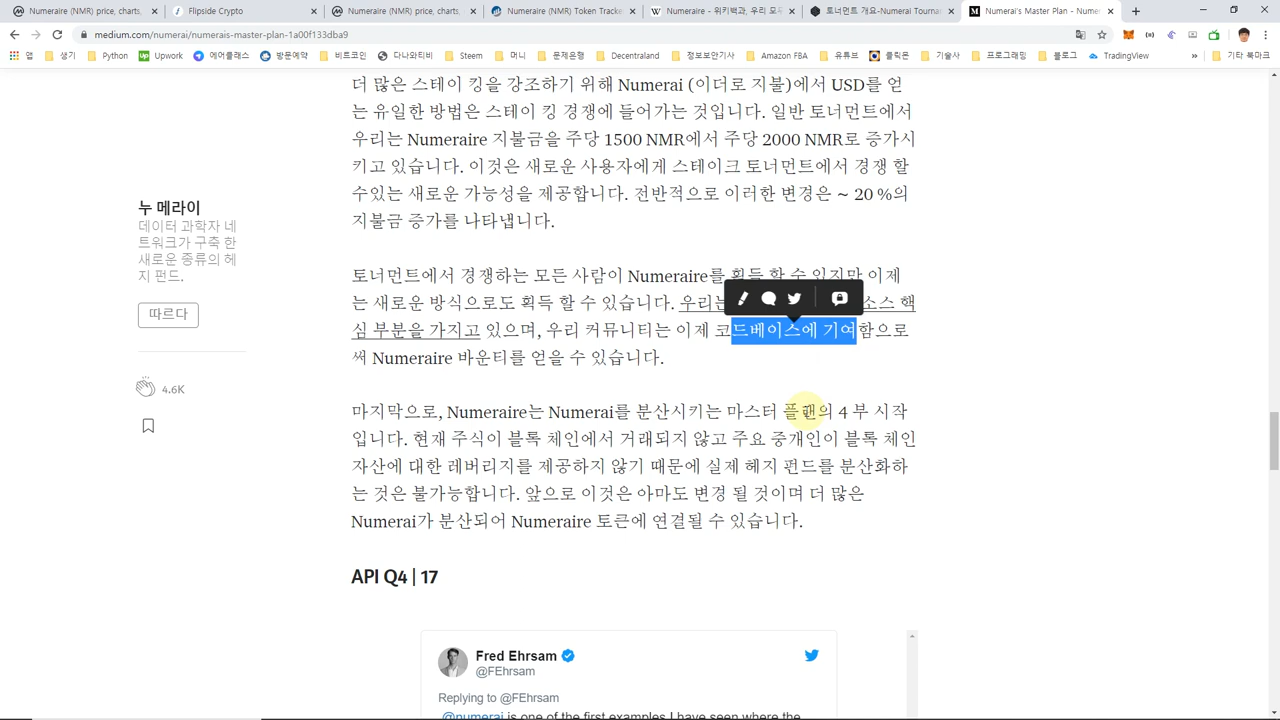 Numeraire (NMR) price, charts,
Flipside Crypto
Numeraire (NMR) price, charts,
Numeraire (NMR) Token Tracke
Numeraire - 위키백과, 우리 모두
토너먼트 개요-Numerai Tournam
Numerai's Master Plan - Numer
medium.com/numerai/numerais-master-plan-1a00f133dba9
앱
생기
Python
Upwork
에어클래스
방문예약
비트코인
다나와티비
Steem
머니
문제은행
Decentraland
정보보안기사
Amazon FBA
유튜브
클릭몬
기술사
프로그래밍
블로그
TradingView
기타 북마크
더 많은 스테이 킹을 강조하기 위해 Numerai (이더로 지불)에서 USD를 얻
는 유일한 방법은 스테이 킹 경쟁에 들어가는 것입니다. 일반 토너먼트에서
우리는 Numeraire 지불금을 주당 1500 NMR에서 주당 2000 NMR로 증가시
키고 있습니다. 이것은 새로운 사용자에게 스테이크 토너먼트에서 경쟁 할
수있는 새로운 가능성을 제공합니다. 전반적으로 이러한 변경은 ~ 20 %의
지불금 증가를 나타냅니다.
누 메라이
데이터 과학자 네
트워크가 구축 한
새로운 종류의 헤
지 펀드.
따르다
4.6K
토너먼트에서 경쟁하는 모든 사람이 Numeraire를 획득 할 수 있지만 이제
는 새로운 방식으로도 획득 할 수 있습니다. 우리는 소스 핵
심 부분을 가지고 있으며, 우리 커뮤니티는 이제 코드베이스에 기여함으로
써 Numeraire 바운티를 얻을 수 있습니다.
마지막으로, Numeraire는 Numerai를 분산시키는 마스터 플랜의 4 부 시작
입니다. 현재 주식이 블록 체인에서 거래되지 않고 주요 중개인이 블록 체인
자산에 대한 레버리지를 제공하지 않기 때문에 실제 헤지 펀드를 분산화하
는 것은 불가능합니다. 앞으로 이것은 아마도 변경 될 것이며 더 많은
Numerai가 분산되어 Numeraire 토큰에 연결될 수 있습니다.
API Q4 | 17
Fred Ehrsam
@FEhrsam
Replying to @FEhrsam
@numerai is one of the first examples I have seen where the